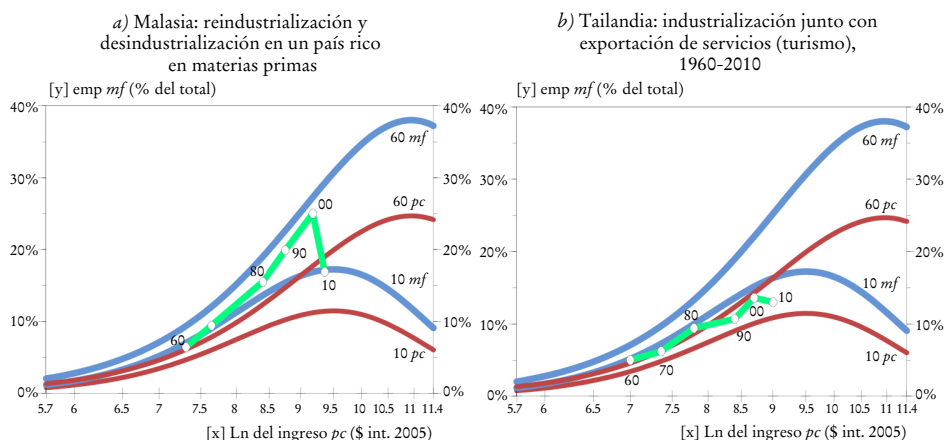 a) Malasia: reindustrialización y
desindustrialización en un país rico
en materias primas
[y] emp mf (% del total)
40%
30%
20%
10%
0%
40%
30%
20%
10%
0%
60 mf
60 pc
10 mf
10 pc
60
80
90
00
10
5.7 6 6.5 7 7.5 8 8.5 9 9.5 10 10.5 11 11.4
[x] Ln del ingreso pc ($ int. 2005)
b) Tailandia: industrialización junto con
exportación de servicios (turismo),
1960-2010
[y] emp mf (% del total)
40%
30%
20%
10%
0%
40%
30%
20%
10%
0%
60 mf
60 pc
10 mf
10 pc
60
70
80
90
00
10
5.7 6 6.5 7 7.5 8 8.5 9 9.5 10 10.5 11 11.4
[x] Ln del ingreso pc ($ int. 2005)